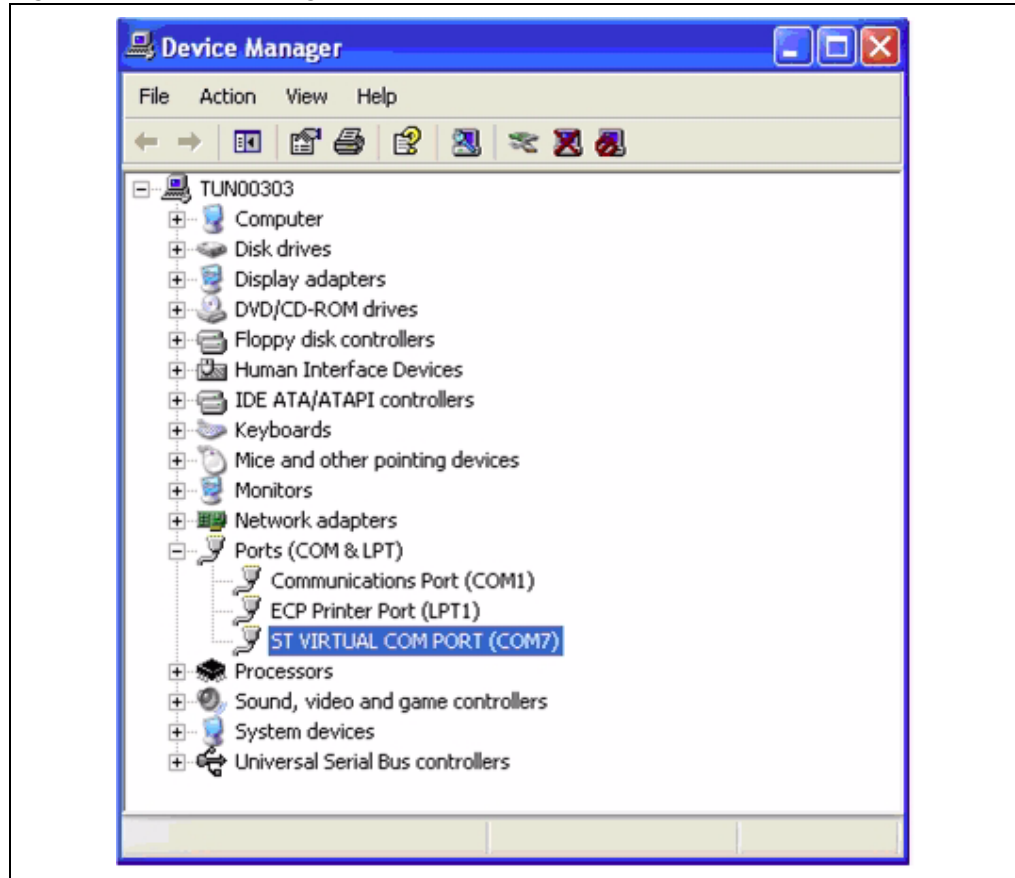 Device Manager
File Action View Help
TUN00303
Computer
Disk drives
Display adapters
DVD/CD-ROM drives
Floppy disk controllers
Human Interface Devices
IDE ATA/ATAPI controllers
Keyboards
Mice and other pointing devices
Monitors
Network adapters
Ports (COM & LPT)
Communications Port (COM1)
ECP Printer Port (LPT1)
ST VIRTUAL COM PORT (COM7)
Processors
Sound, video and game controllers
System devices
Universal Serial Bus controllers